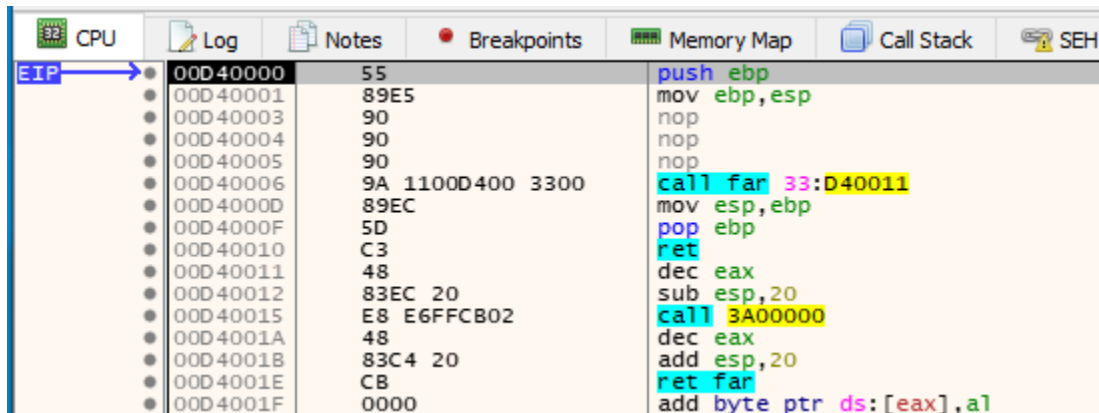 32 CPU Log Notes Breakpoints Memory Map Call Stack SEH
EIP 00D40000 55 push ebp
00D40001 89E5 mov ebp,esp
00D40003 90 nop
00D40004 90 nop
00D40005 90 nop
00D40006 9A 1100D400 3300 call far 33:D40011
00D4000D 89EC mov esp,ebp
00D4000F 5D pop ebp
00D40010 C3 ret
00D40011 48 dec eax
00D40012 83EC 20 sub esp,20
00D40015 E8 E6FFCB02 call 3A00000
00D4001A 48 dec eax
00D4001B 83C4 20 add esp,20
00D4001E CB ret far
00D4001F 0000 add byte ptr ds:[eax],al